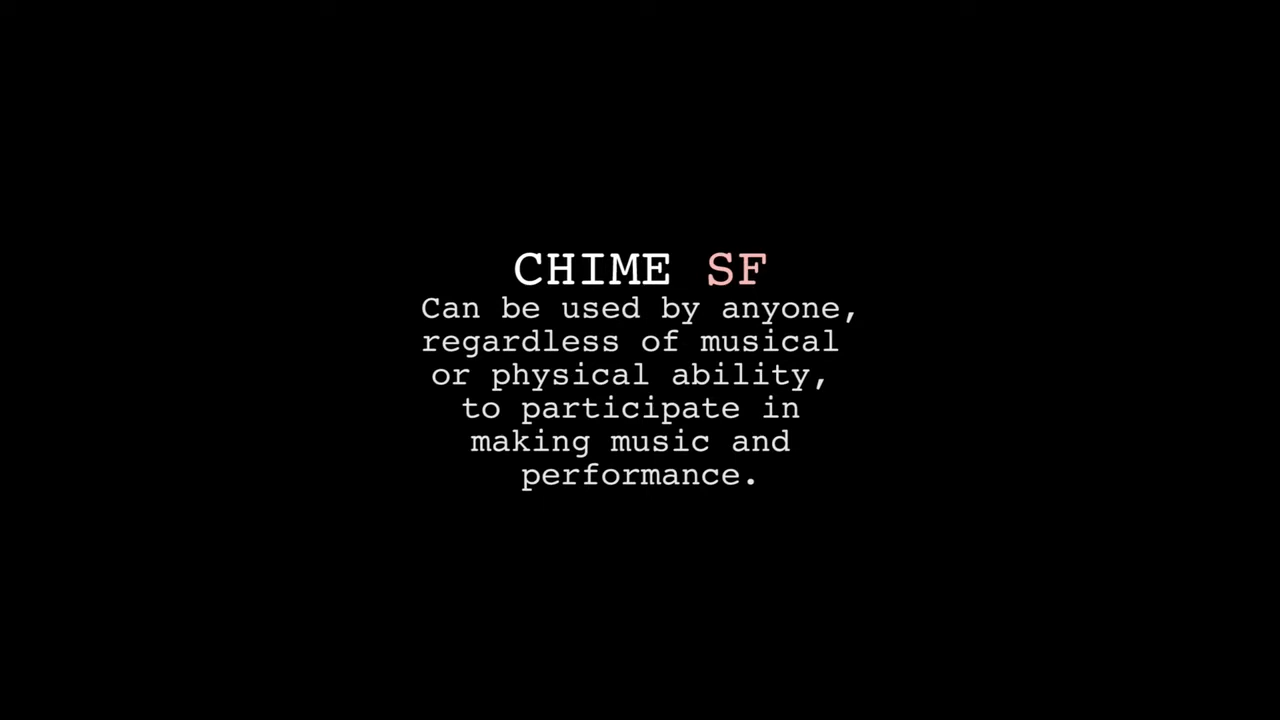 CHIME SF
Can be used by anyone,
regardless of musical
or physical ability,
to participate in
making music and
performance.